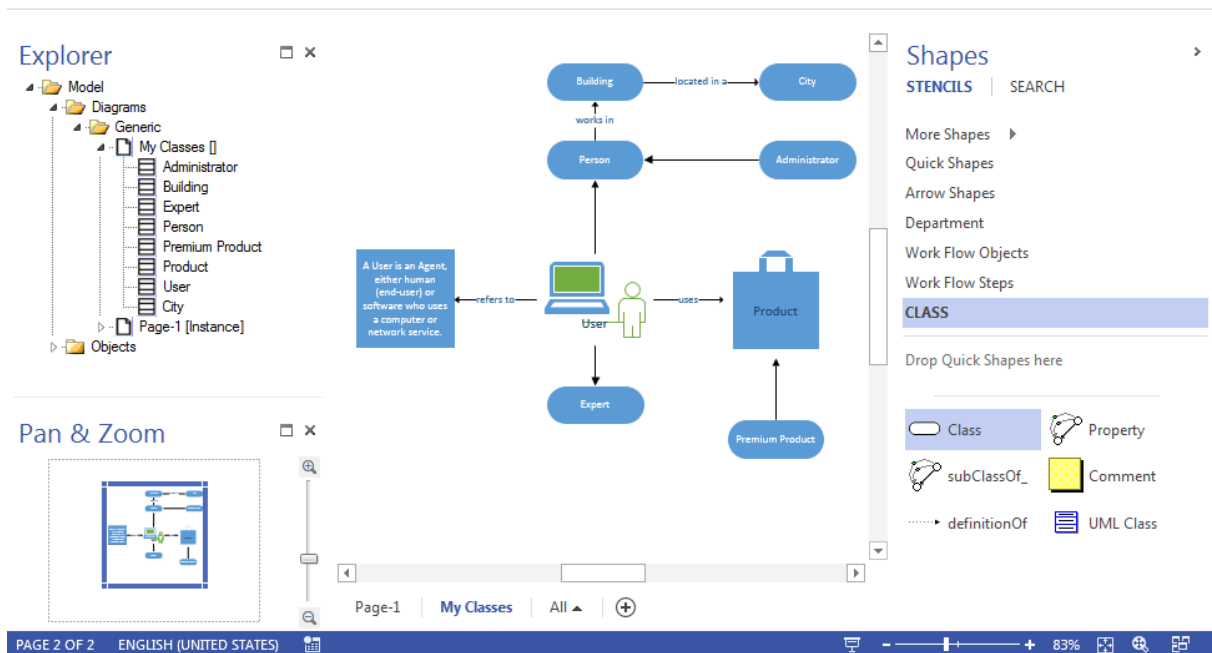 Explorer
Model
Diagrams
Generic
My Classes []
Administrator
Building
Expert
Person
Premium Product
Product
User
City
Page-1 [Instance]
Objects
Pan & Zoom
Building
located in a
City
works in
Person
Administrator
A User is an Agent,
either human
(end-user) or
software who uses
a computer or
network service.
refers to
User
uses
Product
Expert
Premium Product
Page-1
My Classes
All
Shapes
STENCILS
SEARCH
More Shapes
Quick Shapes
Arrow Shapes
Department
Work Flow Objects
Work Flow Steps
CLASS
Drop Quick Shapes here
Class
Property
subClassOf_
Comment
definitionOf
UML Class
PAGE 2 OF 2
ENGLISH (UNITED STATES)
83%